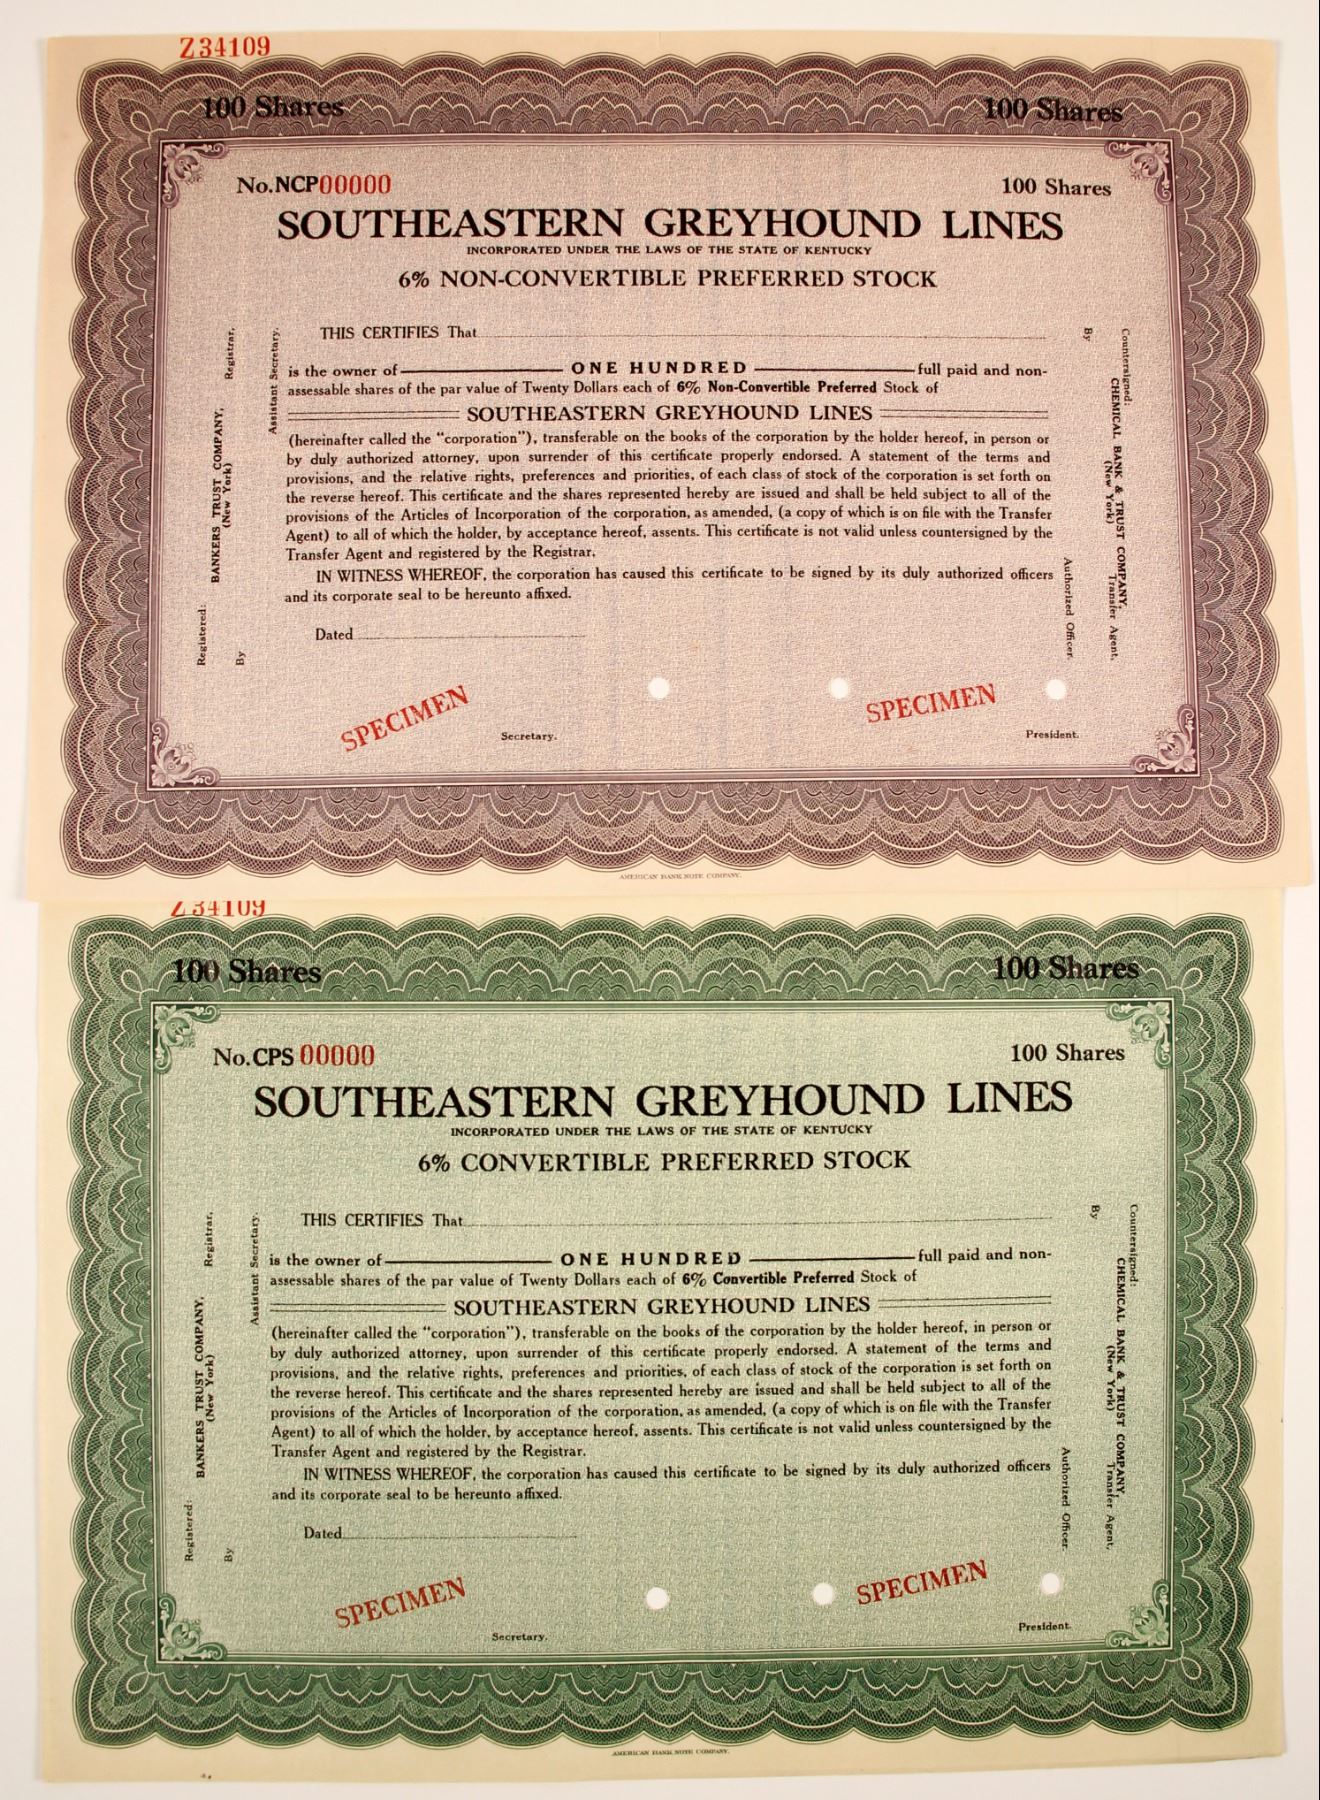 Z34109
100 Shares 100 Shares
No. NCP00000 100 Shares
SOUTHEASTERN GREYHOUND LINES
INCORPORATED UNDER THE LAWS OF THE STATE OF KENTUCKY
6% NON-CONVERTIBLE PREFERRED STOCK
THIS CERTIFIES That
is the owner of ONE HUNDRED full paid and non-
assessable shares of the par value of Twenty Dollars each of 6% Non-Convertible Preferred Stock of
SOUTHEASTERN GREYHOUND LINES
(hereinafter called the "corporation"), transferable on the books of the corporation by the holder hereof, in person or
by duly authorized attorney, upon surrender of this certificate properly endorsed. A statement of the terms and
provisions, and the relative rights, preferences and priorities, of each class of stock of the corporation is set forth on
the reverse hereof. This certificate and the shares represented hereby are issued and shall be held subject to all of the
provisions of the Articles of Incorporation of the corporation, as amended, (a copy of which is on file with the Transfer
Agent) to all of which the holder, by acceptance hereof, assents. This certificate is not valid unless countersigned by the
Transfer Agent and registered by the Registrar.
IN WITNESS WHEREOF, the corporation has caused this certificate to be signed by its duly authorized officers
and its corporate seal to be hereunto affixed.
Dated
SPECIMEN SPECIMEN
Secretary. President.
Registered:
BANKERS TRUST COMPANY,
(New York) Registrar,
By
Assistant Secretary.
Countersigned:
CHEMICAL BANK & TRUST COMPANY,
(New York) Transfer Agent,
By
Authorized Officer.
AMERICAN BANK NOTE COMPANY.
Z34109
100 Shares 100 Shares
No. CPS 00000 100 Shares
SOUTHEASTERN GREYHOUND LINES
INCORPORATED UNDER THE LAWS OF THE STATE OF KENTUCKY
6% CONVERTIBLE PREFERRED STOCK
THIS CERTIFIES That
is the owner of ONE HUNDRED full paid and non-
assessable shares of the par value of Twenty Dollars each of 6% Convertible Preferred Stock of
SOUTHEASTERN GREYHOUND LINES
(hereinafter called the "corporation"), transferable on the books of the corporation by the holder hereof, in person or
by duly authorized attorney, upon surrender of this certificate properly endorsed. A statement of the terms and
provisions, and the relative rights, preferences and priorities, of each class of stock of the corporation is set forth on
the reverse hereof. This certificate and the shares represented hereby are issued and shall be held subject to all of the
provisions of the Articles of Incorporation of the corporation, as amended, (a copy of which is on file with the Transfer
Agent) to all of which the holder, by acceptance hereof, assents. This certificate is not valid unless countersigned by the
Transfer Agent and registered by the Registrar.
IN WITNESS WHEREOF, the corporation has caused this certificate to be signed by its duly authorized officers
and its corporate seal to be hereunto affixed.
Dated
SPECIMEN SPECIMEN
Secretary. President.
Registered:
BANKERS TRUST COMPANY,
(New York) Registrar,
By
Assistant Secretary.
Countersigned:
CHEMICAL BANK & TRUST COMPANY,
(New York) Transfer Agent,
By
Authorized Officer.
AMERICAN BANK NOTE COMPANY.